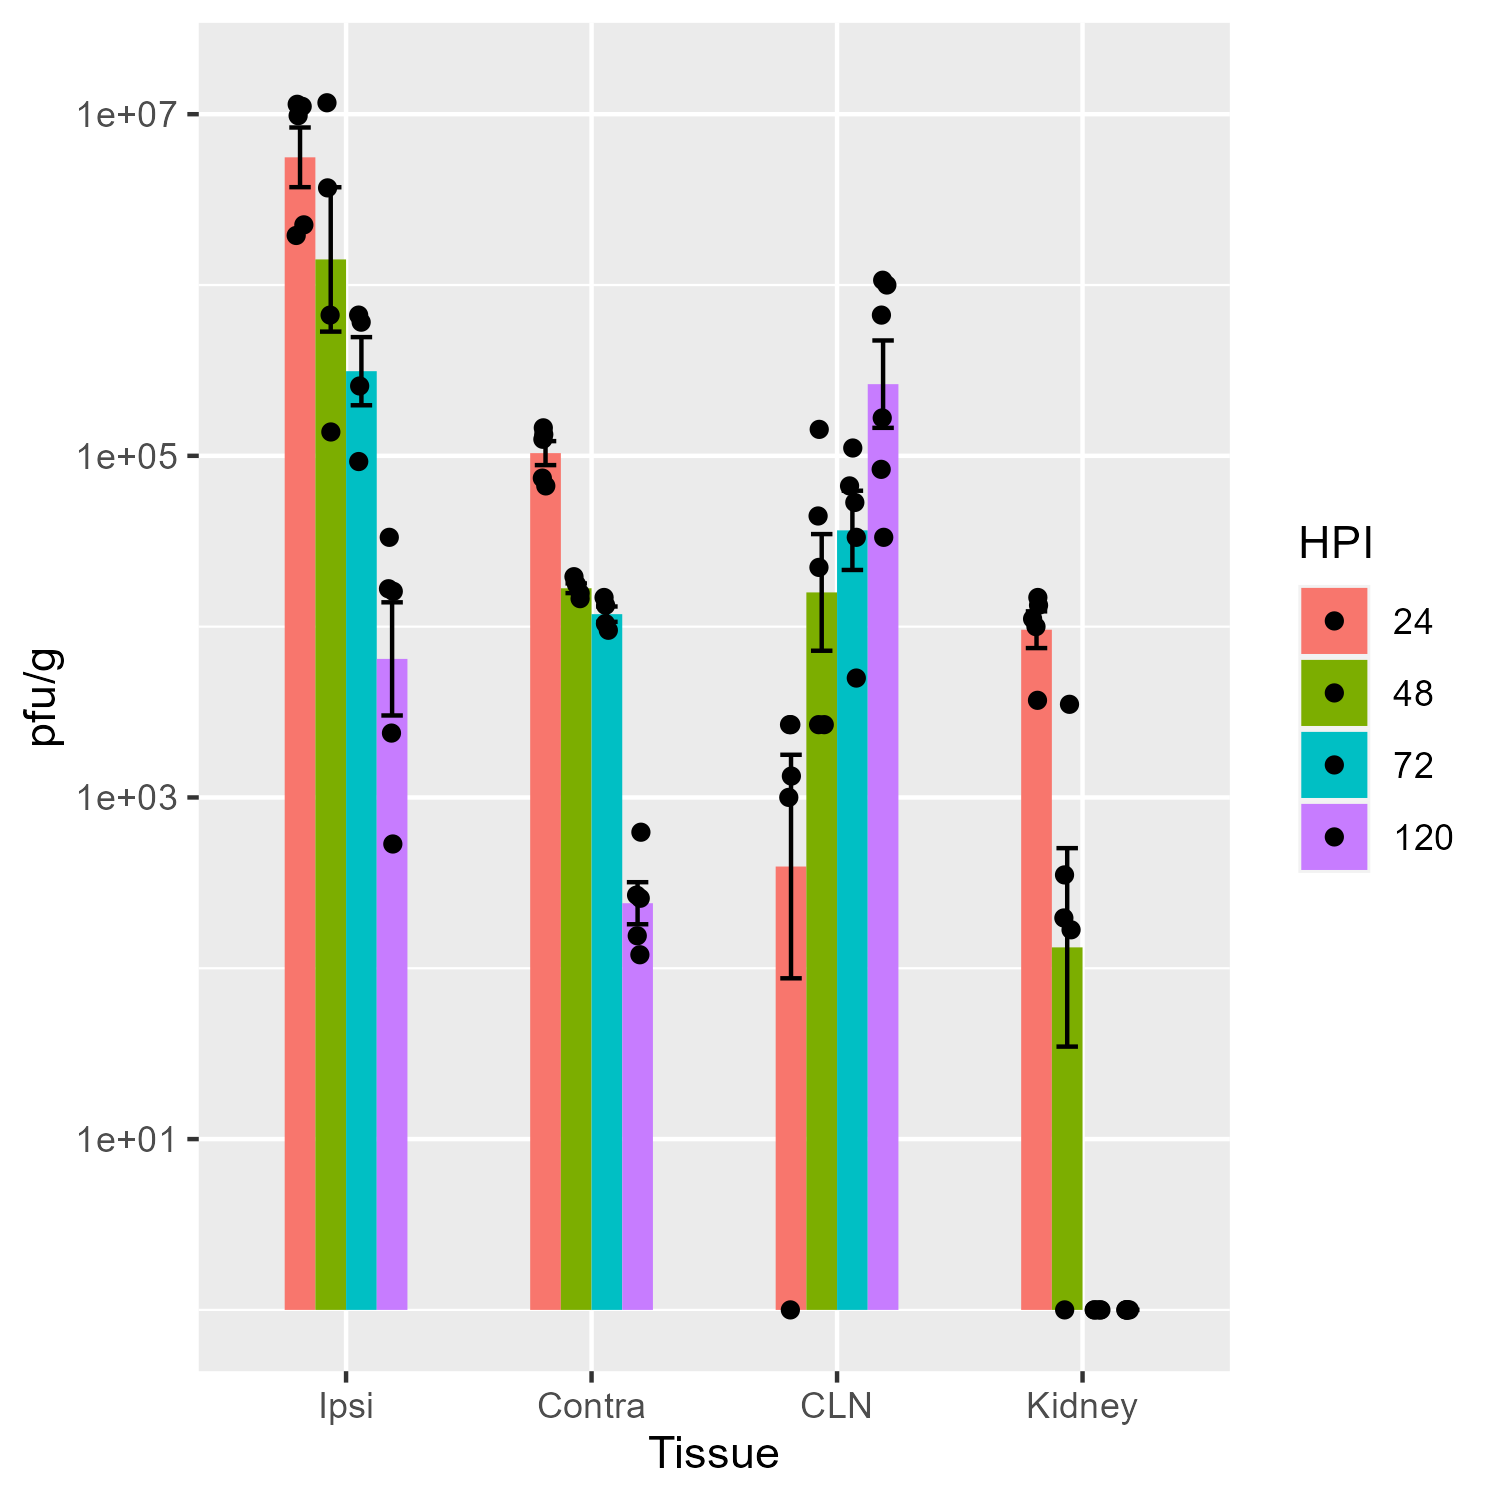 pfu/g
1e+07
1e+05
1e+03
1e+01
Ipsi Contra CLN Kidney
Tissue
HPI
24
48
72
120